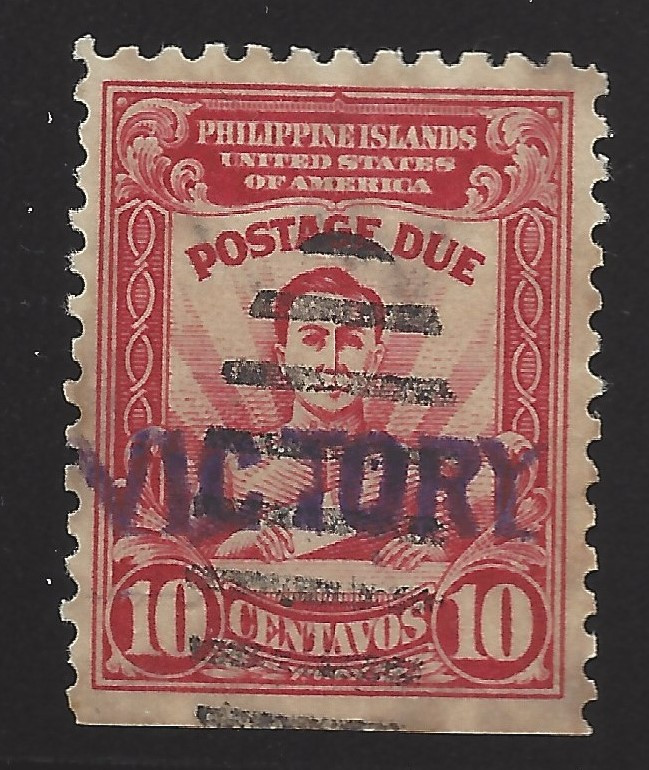 PHILIPPINE ISLANDS
UNITED STATES
OF AMERICA
POSTAGE DUE
VICTORY
10 CENTAVOS 10